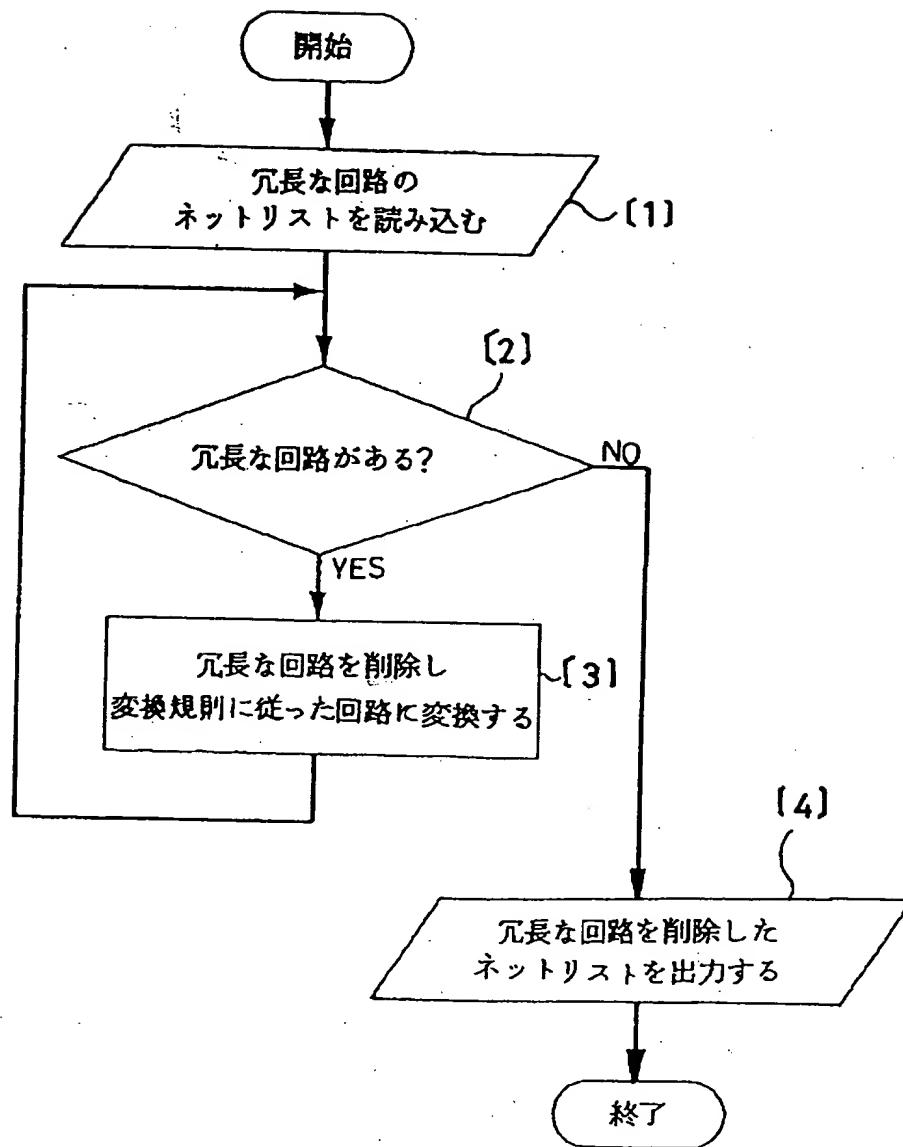 開始
冗長な回路の
ネットリストを読み込む
[1]
[2]
冗長な回路がある?
NO
YES
冗長な回路を削除し
変換規則に従った回路に変換する
[3]
[4]
冗長な回路を削除した
ネットリストを出力する
終了